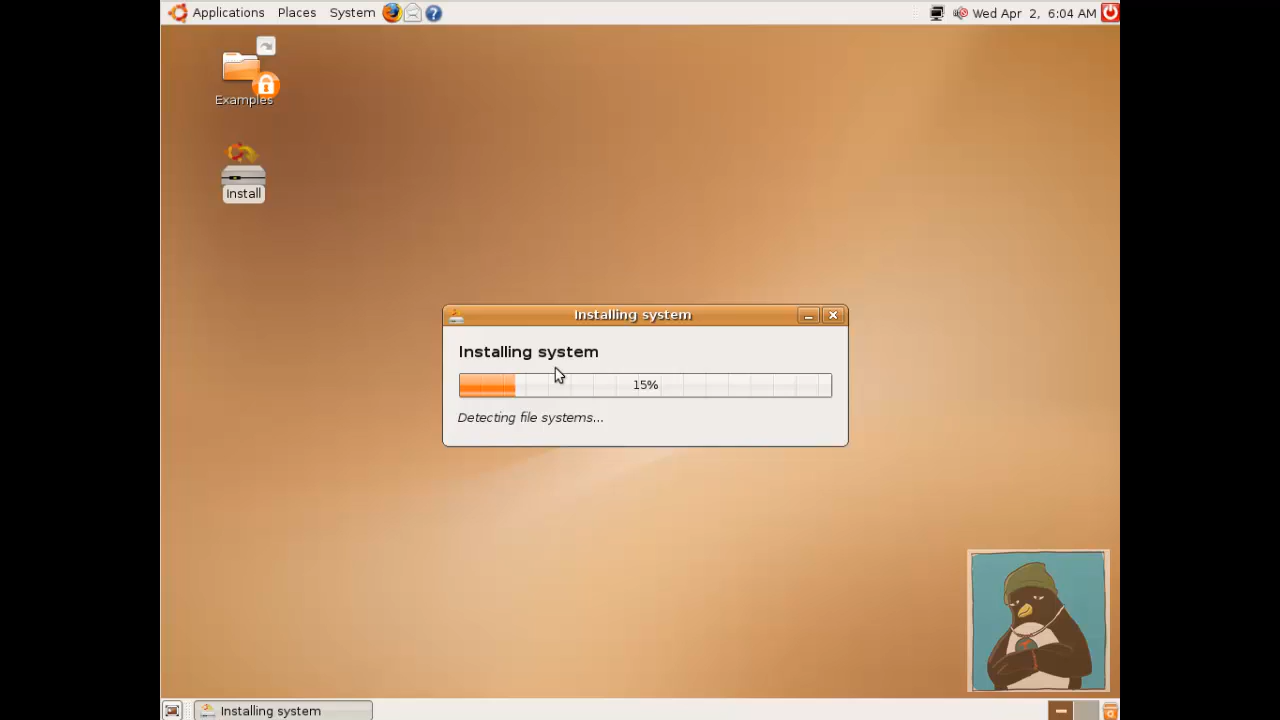 Applications Places System
Wed Apr 2, 6:04 AM
Examples
Install
Installing system
Installing system
15%
Detecting file systems...
Installing system